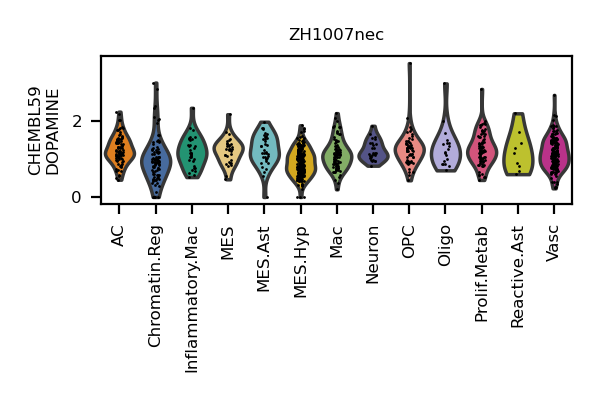 ZH1007nec
CHEMBL59
DOPAMINE
2
0
AC
Chromatin.Reg
Inflammatory.Mac
MES
MES.Ast
MES.Hyp
Mac
Neuron
OPC
Oligo
Prolif.Metab
Reactive.Ast
Vasc